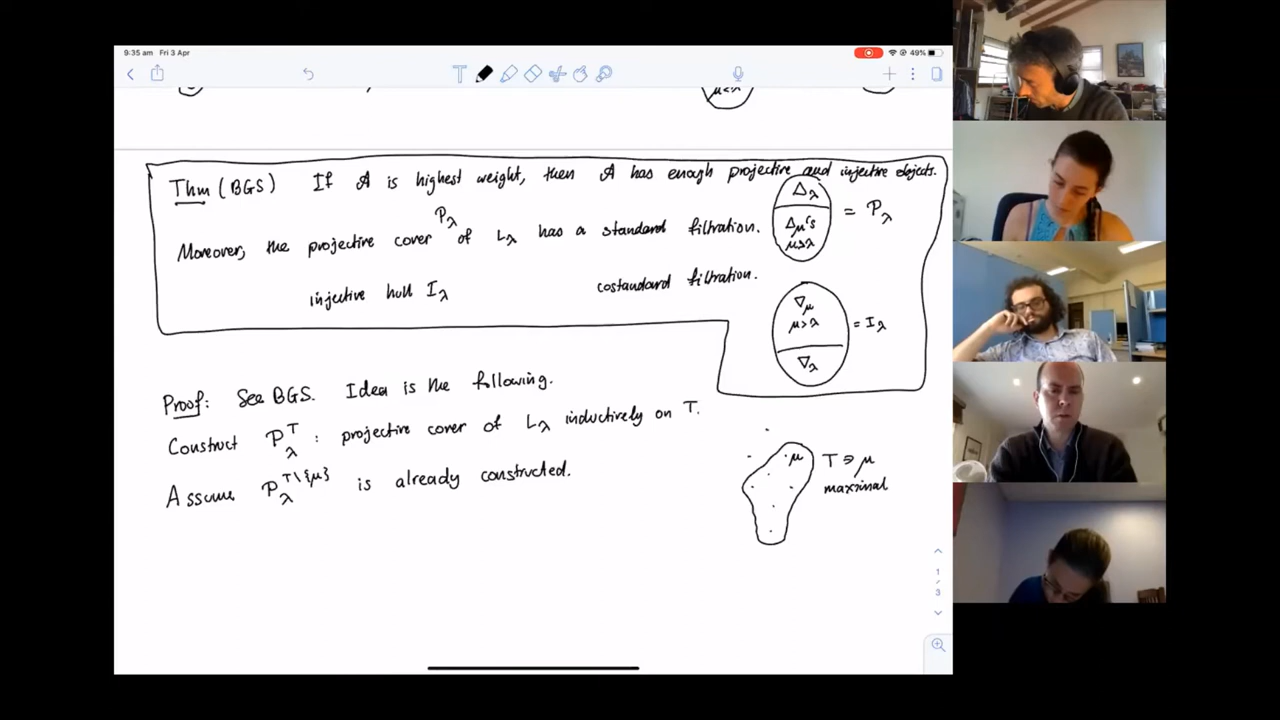 9:35 am Fri 3 Apr
49%
μ<λ
Thm (BGS) If A is highest weight, then A has enough projective and injective objects.
Moreover, the projective cover P_λ of L_λ has a standard filtration.
Δ_λ
Δ_μ's
μ>λ
= P_λ
injective hull I_λ costandard filtration.
∇_μ
μ>λ
∇_λ
= I_λ
Proof: See BGS. Idea is the following.
Construct P_λ^T : projective cover of L_λ inductively on T.
Assume P_λ^{T\{μ}} is already constructed.
μ
T ∋ μ
maximal
1
/
3